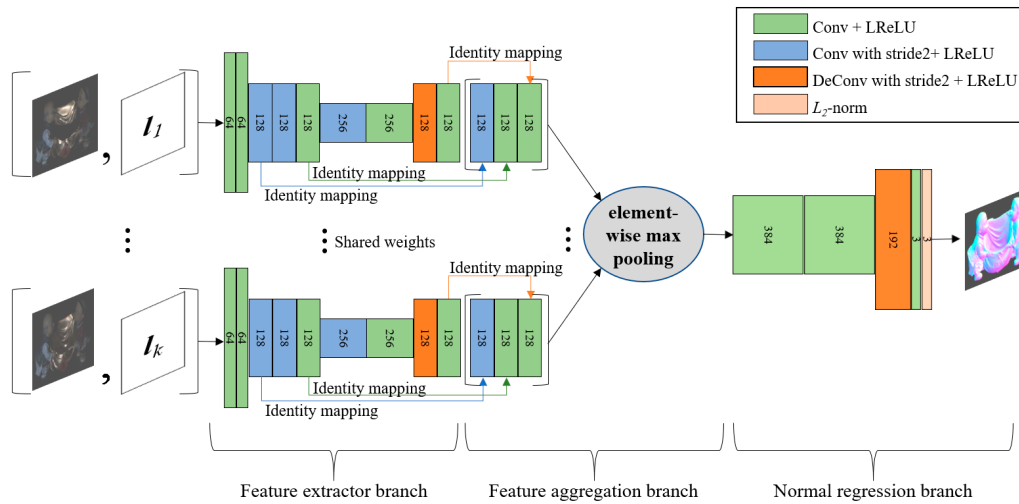 Conv + LReLU
Conv with stride2+ LReLU
DeConv with stride2 + LReLU
L2-norm
Identity mapping
l1
,
64
64
128
128
128
256
256
128
128
128
128
128
Identity mapping
Identity mapping
Shared weights
element-
wise max
pooling
384
384
192
3
3
Identity mapping
lk
,
64
64
128
128
128
256
256
128
128
128
128
128
Identity mapping
Identity mapping
Feature extractor branch
Feature aggregation branch
Normal regression branch